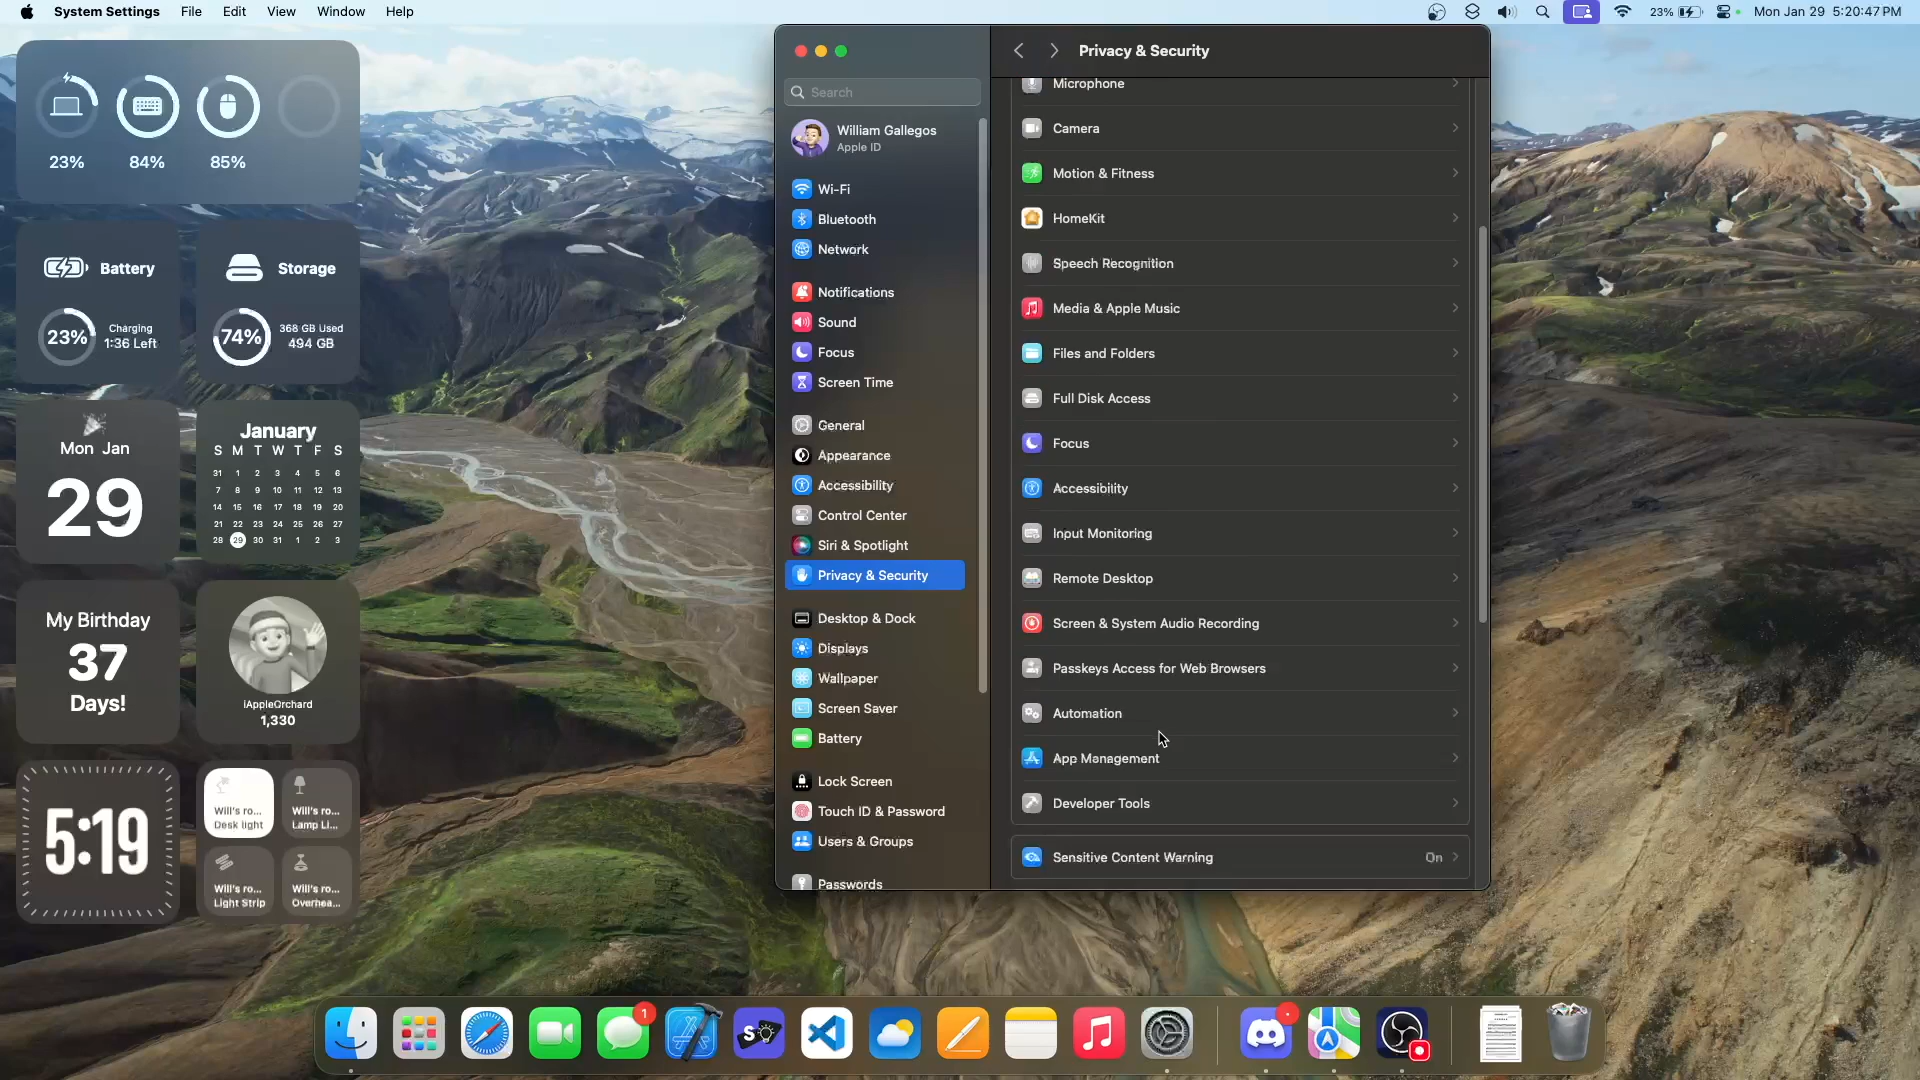 System Settings File Edit View Window Help
23% Mon Jan 29 5:20:47 PM
23% 84% 85%
Battery
23%
Charging
1:36 Left
Storage
74%
368 GB Used
494 GB
Mon Jan
29
January
S M T W T F S
31 1 2 3 4 5 6
7 8 9 10 11 12 13
14 15 16 17 18 19 20
21 22 23 24 25 26 27
28 29 30 31 1 2 3
My Birthday
37
Days!
iAppleOrchard
1,330
5:19
Will's ro...
Desk light
Will's ro...
Lamp Li...
Will's ro...
Light Strip
Will's ro...
Overhea...
Search
William Gallegos
Apple ID
Wi-Fi
Bluetooth
Network
Notifications
Sound
Focus
Screen Time
General
Appearance
Accessibility
Control Center
Siri & Spotlight
Privacy & Security
Desktop & Dock
Displays
Wallpaper
Screen Saver
Battery
Lock Screen
Touch ID & Password
Users & Groups
Passwords
Privacy & Security
Microphone
Camera
Motion & Fitness
HomeKit
Speech Recognition
Media & Apple Music
Files and Folders
Full Disk Access
Focus
Accessibility
Input Monitoring
Remote Desktop
Screen & System Audio Recording
Passkeys Access for Web Browsers
Automation
App Management
Developer Tools
Sensitive Content Warning On
1